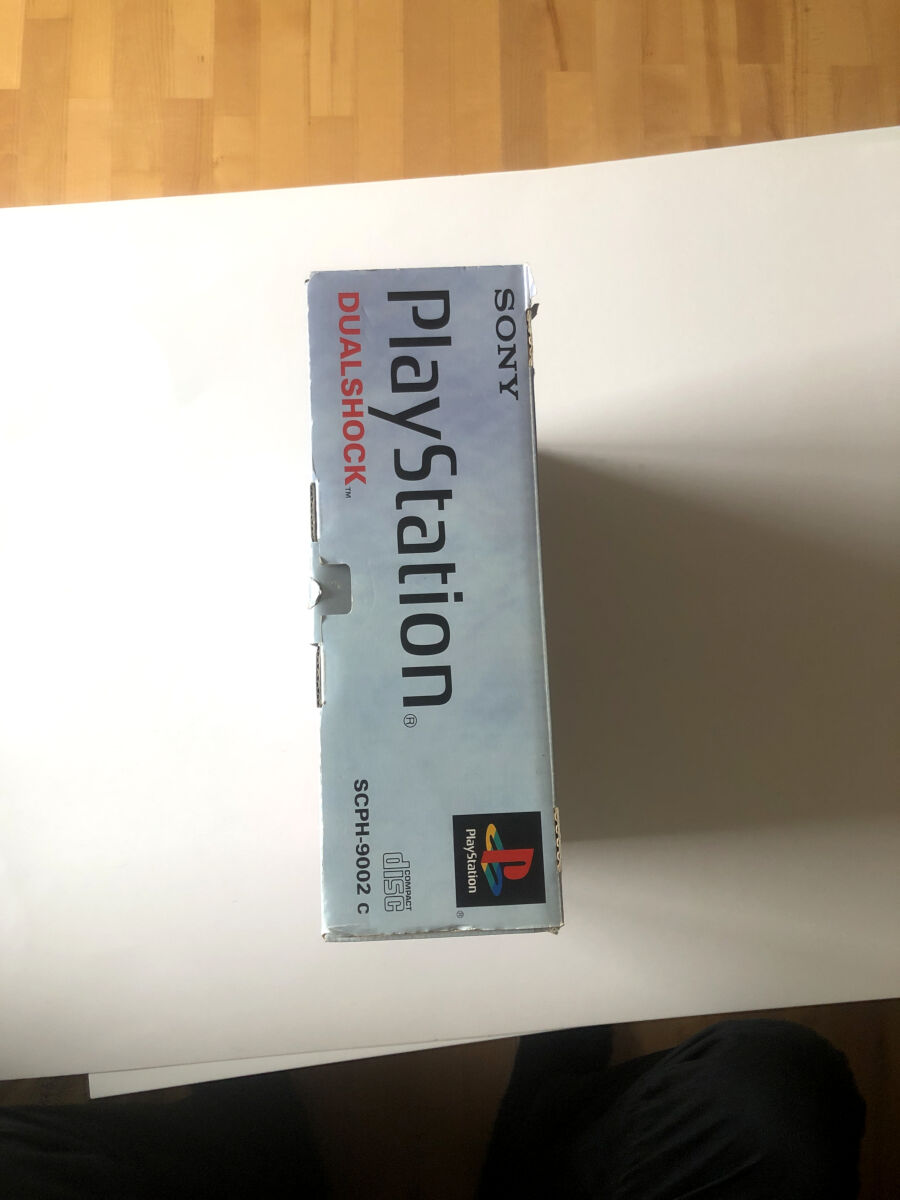 SONY
PlayStation®
DUALSHOCK™
PlayStation
®
COMPACT
disc
SCPH-9002 C